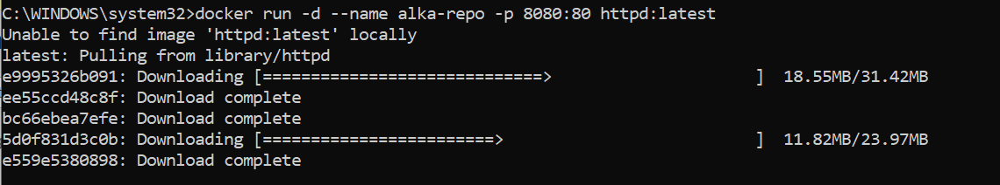 C:\WINDOWS\system32>docker run -d --name alka-repo -p 8080:80 httpd:latest
Unable to find image 'httpd:latest' locally
latest: Pulling from library/httpd
e9995326b091: Downloading [=============================>                     ]  18.55MB/31.42MB
ee55ccd48c8f: Download complete
bc66ebea7efe: Download complete
5d0f831d3c0b: Downloading [========================>                          ]  11.82MB/23.97MB
e559e5380898: Download complete